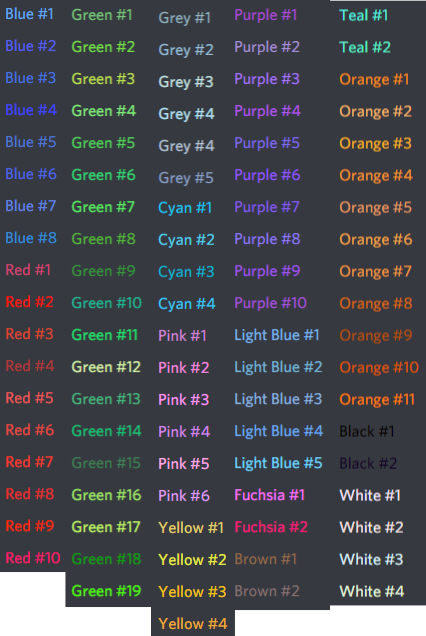 Blue #1
Blue #2
Blue #3
Blue #4
Blue #5
Blue #6
Blue #7
Blue #8
Red #1
Red #2
Red #3
Red #4
Red #5
Red #6
Red #7
Red #8
Red #9
Red #10
Green #1
Green #2
Green #3
Green #4
Green #5
Green #6
Green #7
Green #8
Green #9
Green #10
Green #11
Green #12
Green #13
Green #14
Green #15
Green #16
Green #17
Green #18
Green #19
Grey #1
Grey #2
Grey #3
Grey #4
Grey #4
Grey #5
Cyan #1
Cyan #2
Cyan #3
Cyan #4
Pink #1
Pink #2
Pink #3
Pink #4
Pink #5
Pink #6
Yellow #1
Yellow #2
Yellow #3
Yellow #4
Purple #1
Purple #2
Purple #3
Purple #4
Purple #5
Purple #6
Purple #7
Purple #8
Purple #9
Purple #10
Light Blue #1
Light Blue #2
Light Blue #3
Light Blue #4
Light Blue #5
Fuchsia #1
Fuchsia #2
Brown #1
Brown #2
Teal #1
Teal #2
Orange #1
Orange #2
Orange #3
Orange #4
Orange #5
Orange #6
Orange #7
Orange #8
Orange #9
Orange #10
Orange #11
Black #1
Black #2
White #1
White #2
White #3
White #4